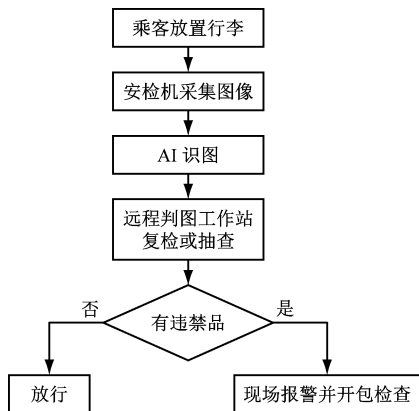 乘客放置行李
安检机采集图像
AI 识图
远程判图工作站
复检或抽查
否
是
有违禁品
放行
现场报警并开包检查